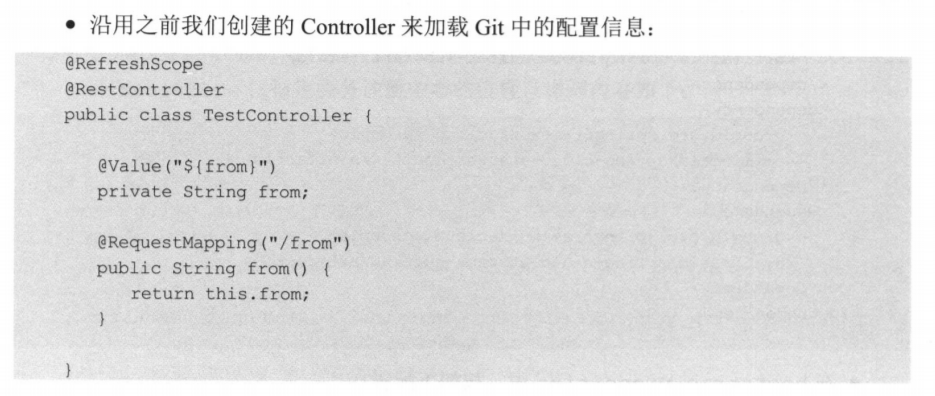 ● 沿用之前我们创建的 Controller 来加载 Git 中的配置信息：
@RefreshScope
@RestController
public class TestController {
@Value("${from}")
private String from;
@RequestMapping("/from")
public String from() {
return this.from;
}
}